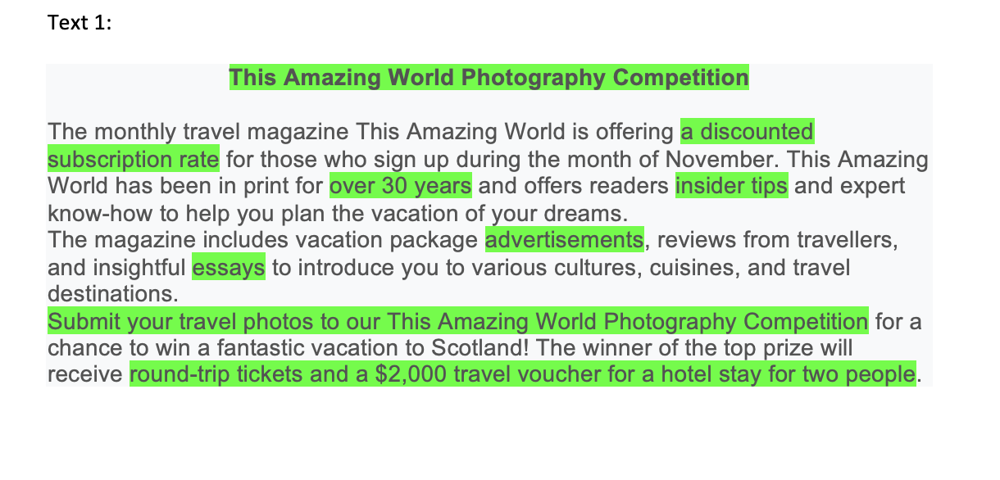 Text 1:
This Amazing World Photography Competition
The monthly travel magazine This Amazing World is offering a discounted
subscription rate for those who sign up during the month of November. This Amazing
World has been in print for over 30 years and offers readers insider tips and expert
know-how to help you plan the vacation of your dreams.
The magazine includes vacation package advertisements, reviews from travellers,
and insightful essays to introduce you to various cultures, cuisines, and travel
destinations.
Submit your travel photos to our This Amazing World Photography Competition for a
chance to win a fantastic vacation to Scotland! The winner of the top prize will
receive round-trip tickets and a $2,000 travel voucher for a hotel stay for two people.